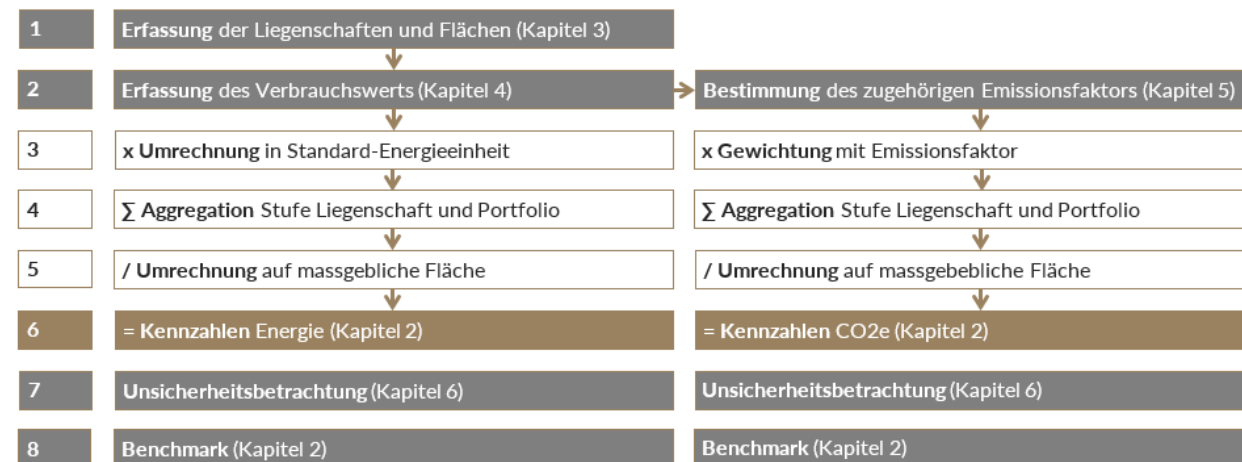 1 Erfassung der Liegenschaften und Flächen (Kapitel 3)
2 Erfassung des Verbrauchswerts (Kapitel 4) Bestimmung des zugehörigen Emissionsfaktors (Kapitel 5)
3 x Umrechnung in Standard-Energieeinheit x Gewichtung mit Emissionsfaktor
4 ∑ Aggregation Stufe Liegenschaft und Portfolio ∑ Aggregation Stufe Liegenschaft und Portfolio
5 / Umrechnung auf massgebliche Fläche / Umrechnung auf massgebebliche Fläche
6 = Kennzahlen Energie (Kapitel 2) = Kennzahlen CO2e (Kapitel 2)
7 Unsicherheitsbetrachtung (Kapitel 6) Unsicherheitsbetrachtung (Kapitel 6)
8 Benchmark (Kapitel 2) Benchmark (Kapitel 2)